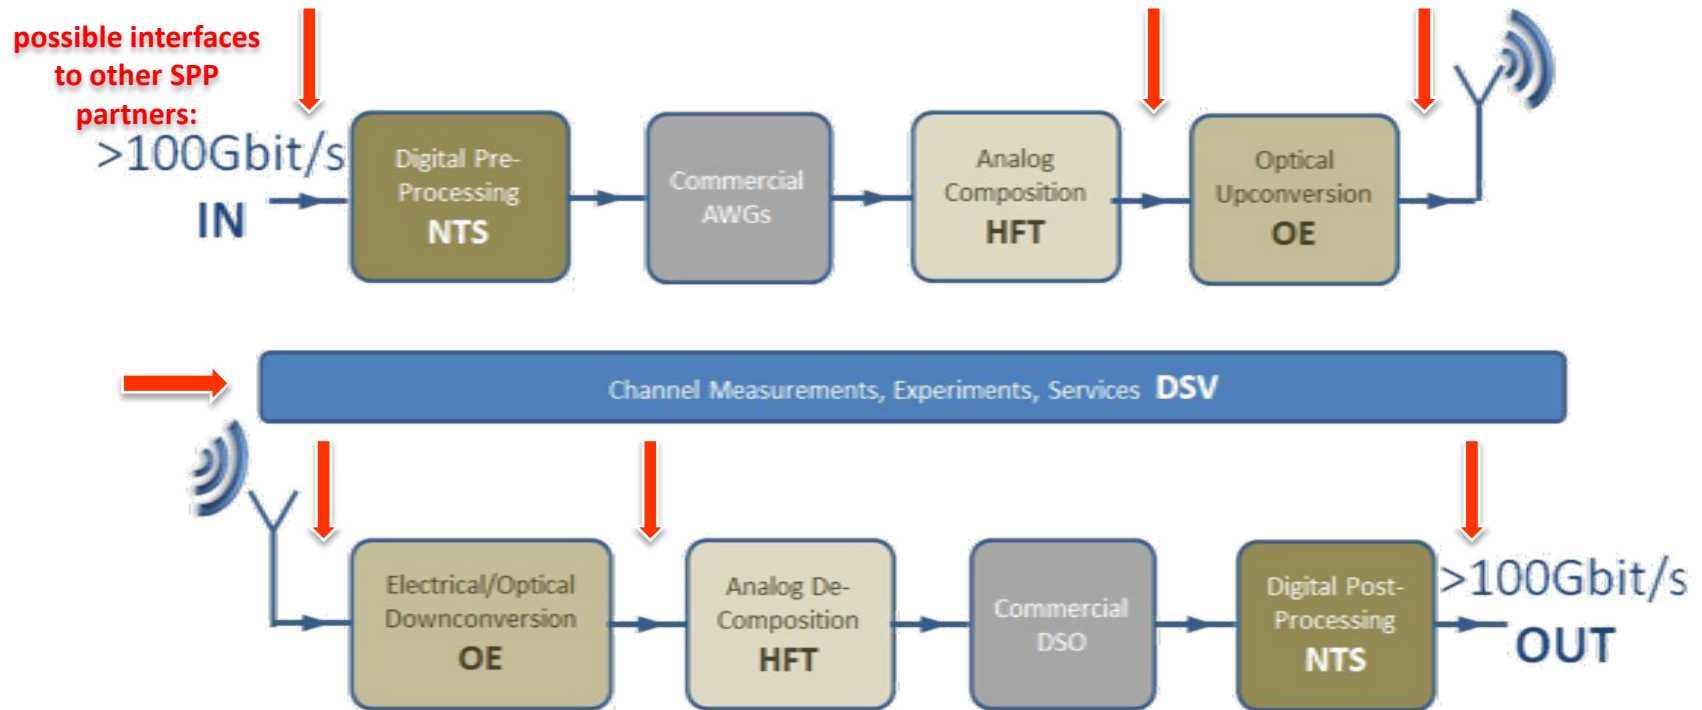 possible interfaces
to other SPP
partners:
>100Gbit/s
IN
Digital Pre-
Processing
NTS
Commercial
AWGs
Analog
Composition
HFT
Optical
Upconversion
OE
Channel Measurements, Experiments, Services DSV
Electrical/Optical
Downconversion
OE
Analog De-
Composition
HFT
Commercial
DSO
Digital Post-
Processing
NTS
>100Gbit/s
OUT